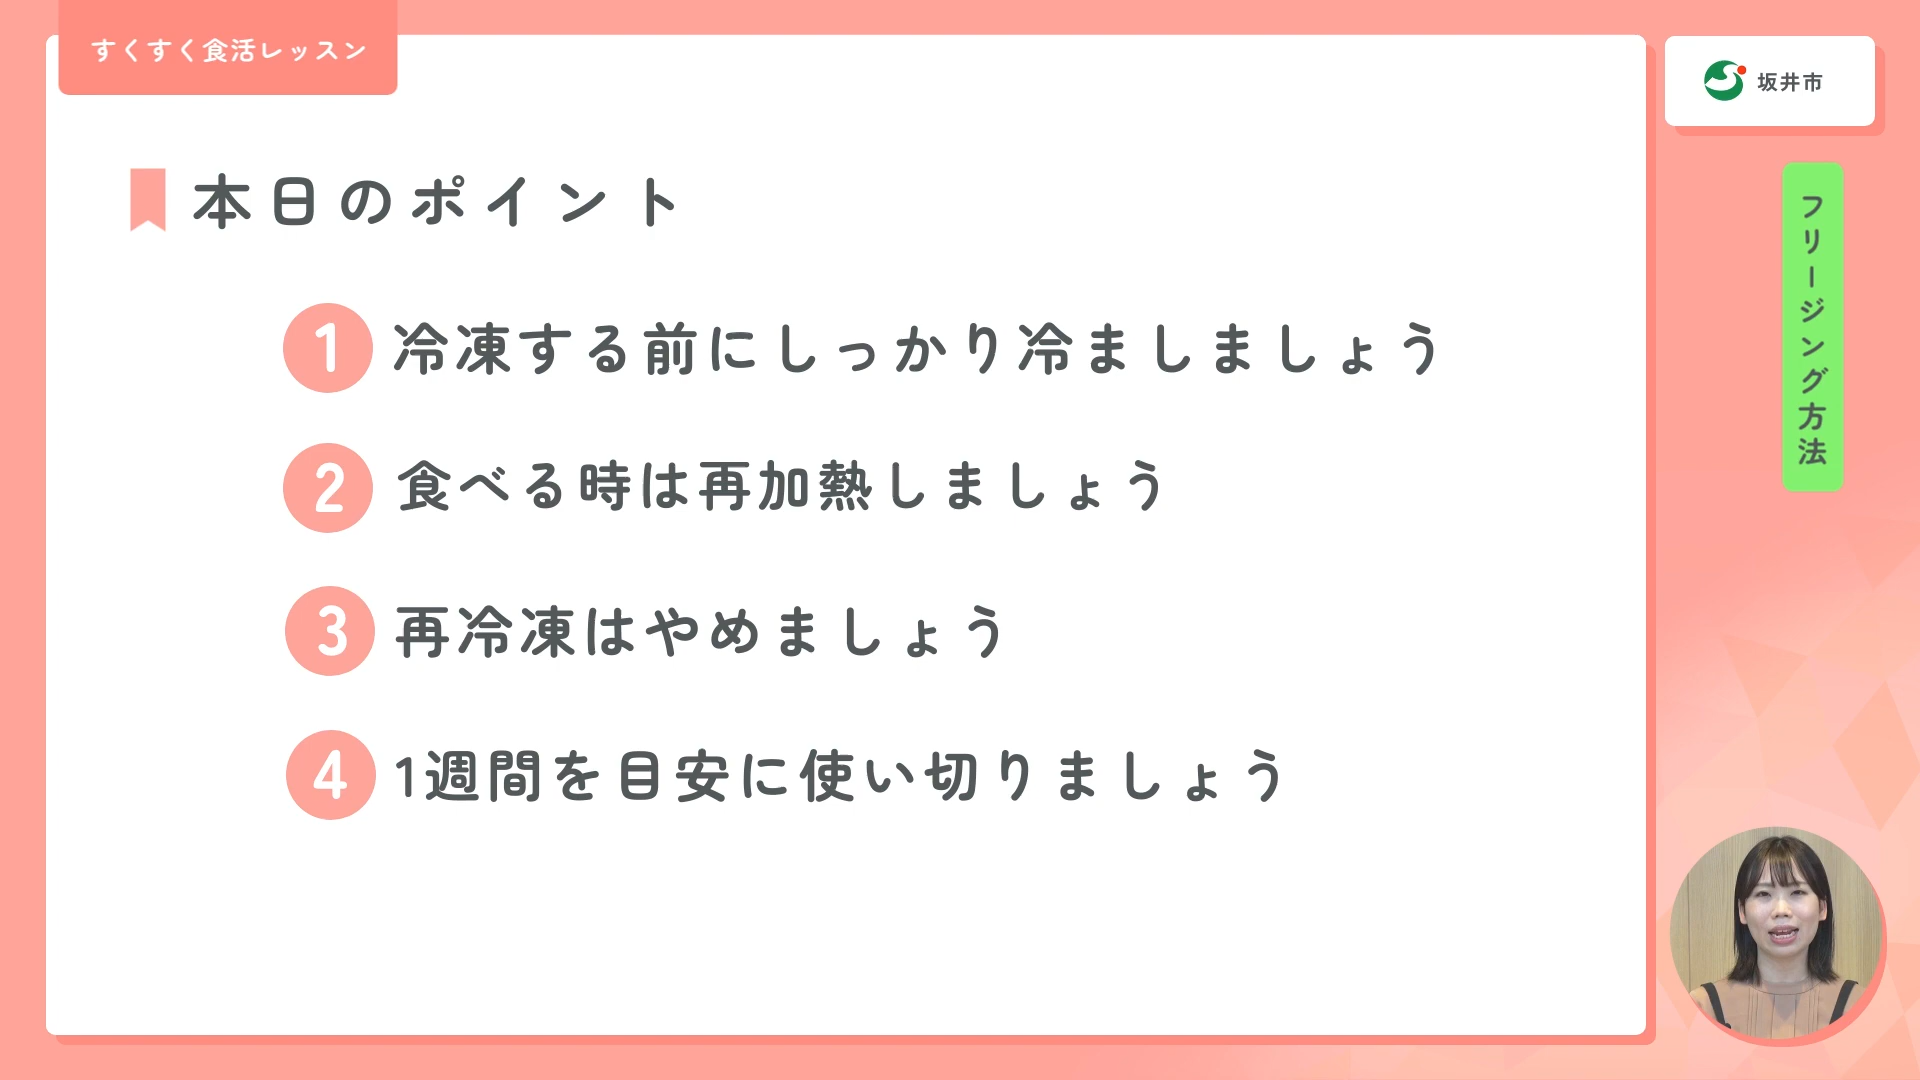 すくすく食活レッスン
坂井市
フリージング方法
本日のポイント
1 冷凍する前にしっかり冷ましましょう
2 食べる時は再加熱しましょう
3 再冷凍はやめましょう
4 1週間を目安に使い切りましょう